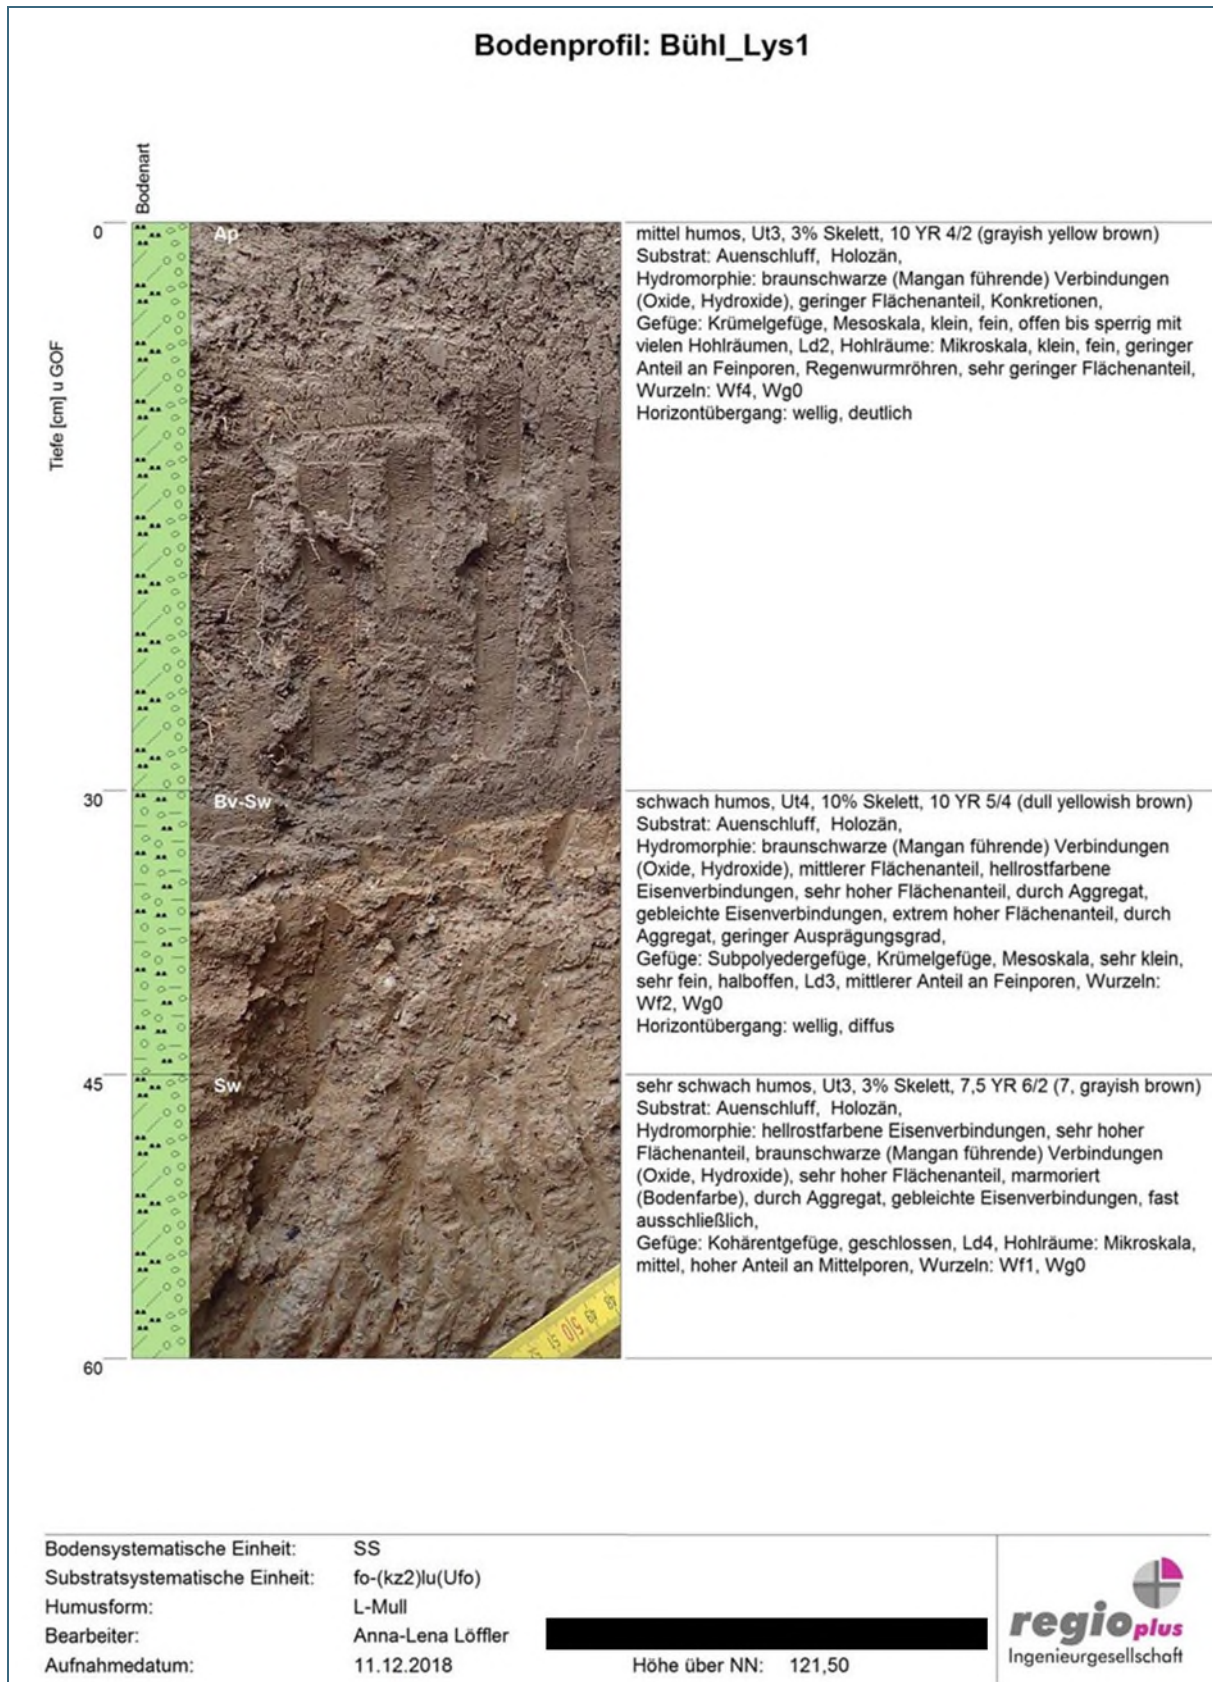 Bodenprofil: Bühl_Lys1
Bodenart
Tiefe [cm] u GOF
0
Ap
mittel humos, Ut3, 3% Skelett, 10 YR 4/2 (grayish yellow brown)
Substrat: Auenschluff, Holozän,
Hydromorphie: braunschwarze (Mangan führende) Verbindungen
(Oxide, Hydroxide), geringer Flächenanteil, Konkretionen,
Gefüge: Krümelgefüge, Mesoskala, klein, fein, offen bis sperrig mit
vielen Hohlräumen, Ld2, Hohlräume: Mikroskala, klein, fein, geringer
Anteil an Feinporen, Regenwurmröhren, sehr geringer Flächenanteil,
Wurzeln: Wf4, Wg0
Horizontübergang: wellig, deutlich
30
Bv-Sw
schwach humos, Ut4, 10% Skelett, 10 YR 5/4 (dull yellowish brown)
Substrat: Auenschluff, Holozän,
Hydromorphie: braunschwarze (Mangan führende) Verbindungen
(Oxide, Hydroxide), mittlerer Flächenanteil, hellrostfarbene
Eisenverbindungen, sehr hoher Flächenanteil, durch Aggregat,
gebleichte Eisenverbindungen, extrem hoher Flächenanteil, durch
Aggregat, geringer Ausprägungsgrad,
Gefüge: Subpolyedergefüge, Krümelgefüge, Mesoskala, sehr klein,
sehr fein, halboffen, Ld3, mittlerer Anteil an Feinporen, Wurzeln:
Wf2, Wg0
Horizontübergang: wellig, diffus
45
Sw
sehr schwach humos, Ut3, 3% Skelett, 7,5 YR 6/2 (7, grayish brown)
Substrat: Auenschluff, Holozän,
Hydromorphie: hellrostfarbene Eisenverbindungen, sehr hoher
Flächenanteil, braunschwarze (Mangan führende) Verbindungen
(Oxide, Hydroxide), sehr hoher Flächenanteil, marmoriert
(Bodenfarbe), durch Aggregat, gebleichte Eisenverbindungen, fast
ausschließlich,
Gefüge: Kohärentgefüge, geschlossen, Ld4, Hohlräume: Mikroskala,
mittel, hoher Anteil an Mittelporen, Wurzeln: Wf1, Wg0
48 49 5|0 51 52
60
Bodensystematische Einheit: SS
Substratsystematische Einheit: fo-(kz2)lu(Ufo)
Humusform: L-Mull
Bearbeiter: Anna-Lena Löffler
Aufnahmedatum: 11.12.2018 Höhe über NN: 121,50
regioplus
Ingenieurgesellschaft